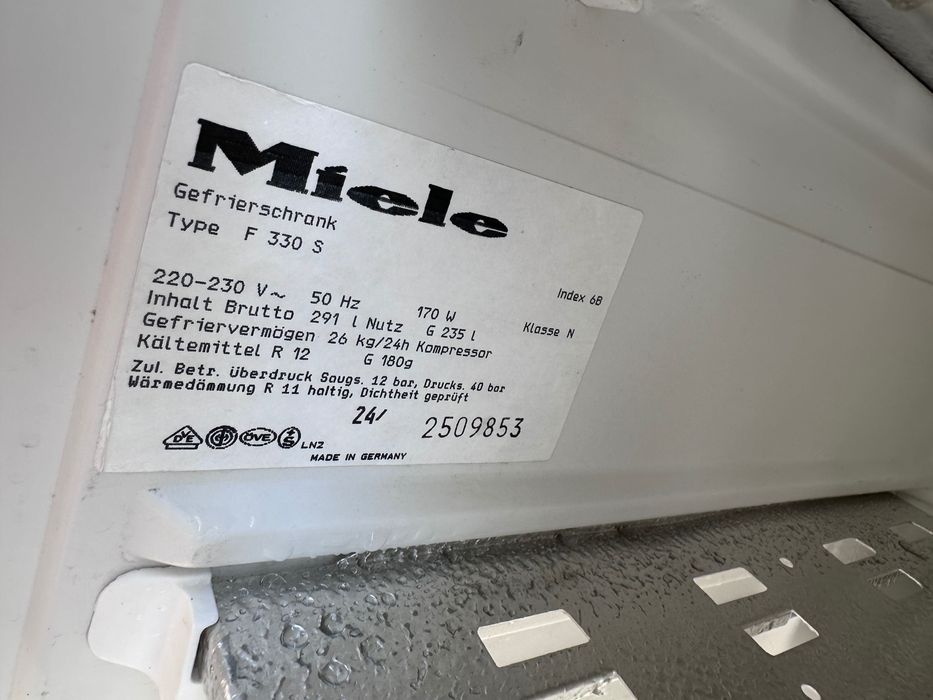 Miele
Gefrierschrank
Type F 330 S
Index 6B
220-230 V~ 50 Hz 170 W
Inhalt Brutto 291 l Nutz G 235 l Klasse N
Gefriervermögen 26 kg/24h Kompressor
Kältemittel R 12 G 180g
Zul. Betr. überdruck Saugs. 12 bar, Drucks. 40 bar
Wärmedämmung R 11 haltig, Dichtheit geprüft
24/ 2509853
VDE ÖVE S LNZ
MADE IN GERMANY